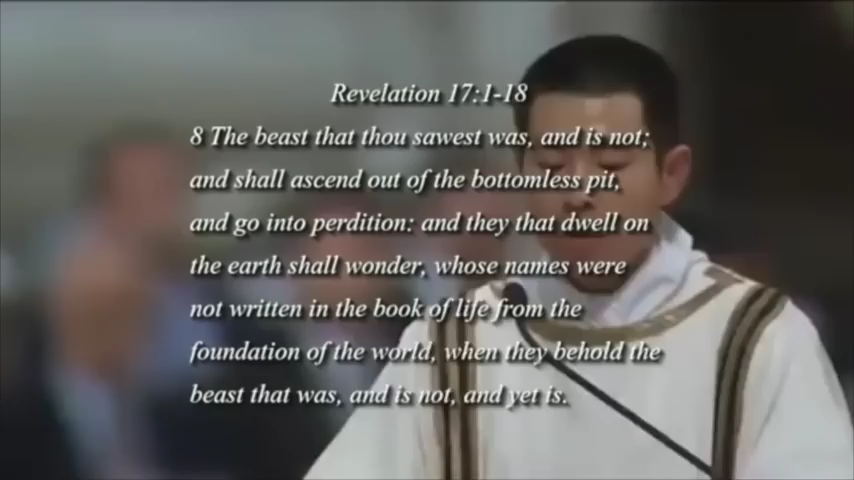 Revelation 17:1-18
8 The beast that thou sawest was, and is not;
and shall ascend out of the bottomless pit,
and go into perdition: and they that dwell on
the earth shall wonder, whose names were
not written in the book of life from the
foundation of the world, when they behold the
beast that was, and is not, and yet is.